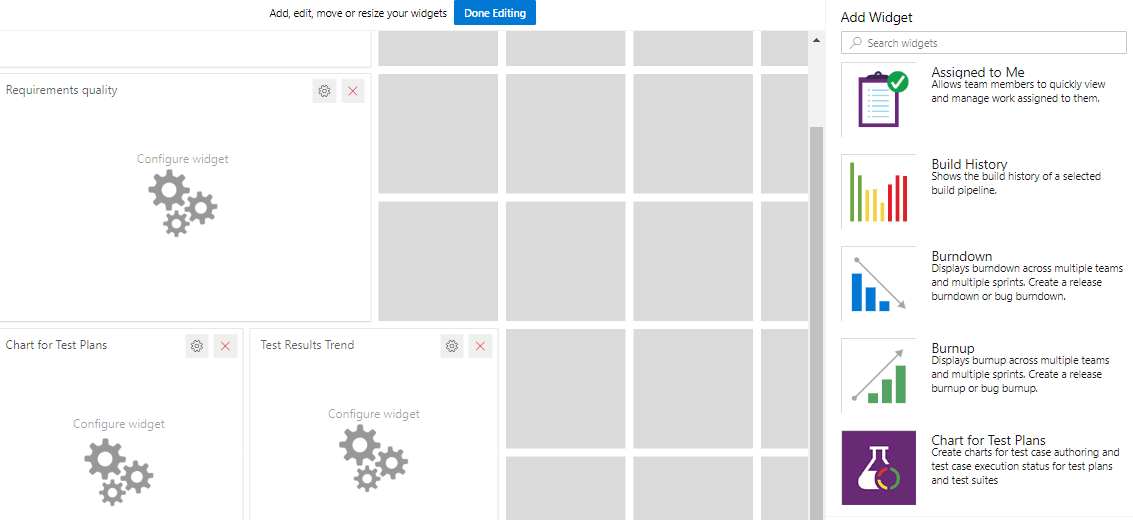 Add, edit, move or resize your widgets
Done Editing
Requirements quality
Configure widget
Chart for Test Plans
Configure widget
Test Results Trend
Configure widget
Add Widget
Search widgets
Assigned to Me
Allows team members to quickly view
and manage work assigned to them.
Build History
Shows the build history of a selected
build pipeline.
Burndown
Displays burndown across multiple teams
and multiple sprints. Create a release
burndown or bug burndown.
Burnup
Displays burnup across multiple teams
and multiple sprints. Create a release
burnup or bug burnup.
Chart for Test Plans
Create charts for test case authoring and
test case execution status for test plans
and test suites